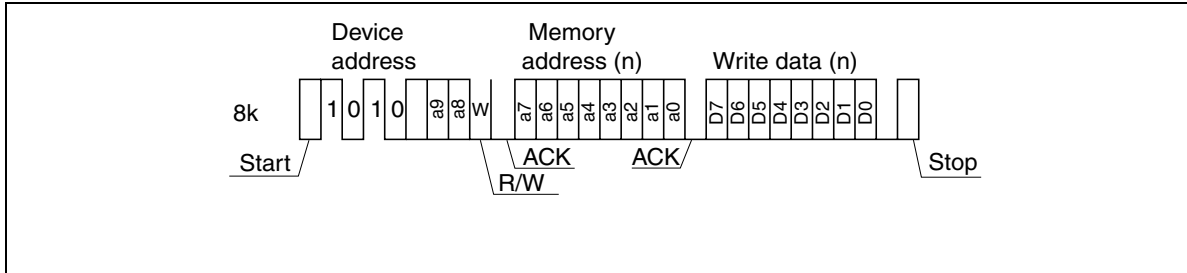 Device
address
Memory
address (n)
Write data (n)
8k
1 0 1 0 a9 a8 W a7 a6 a5 a4 a3 a2 a1 a0 D7 D6 D5 D4 D3 D2 D1 D0
Start
ACK
ACK
Stop
R/W